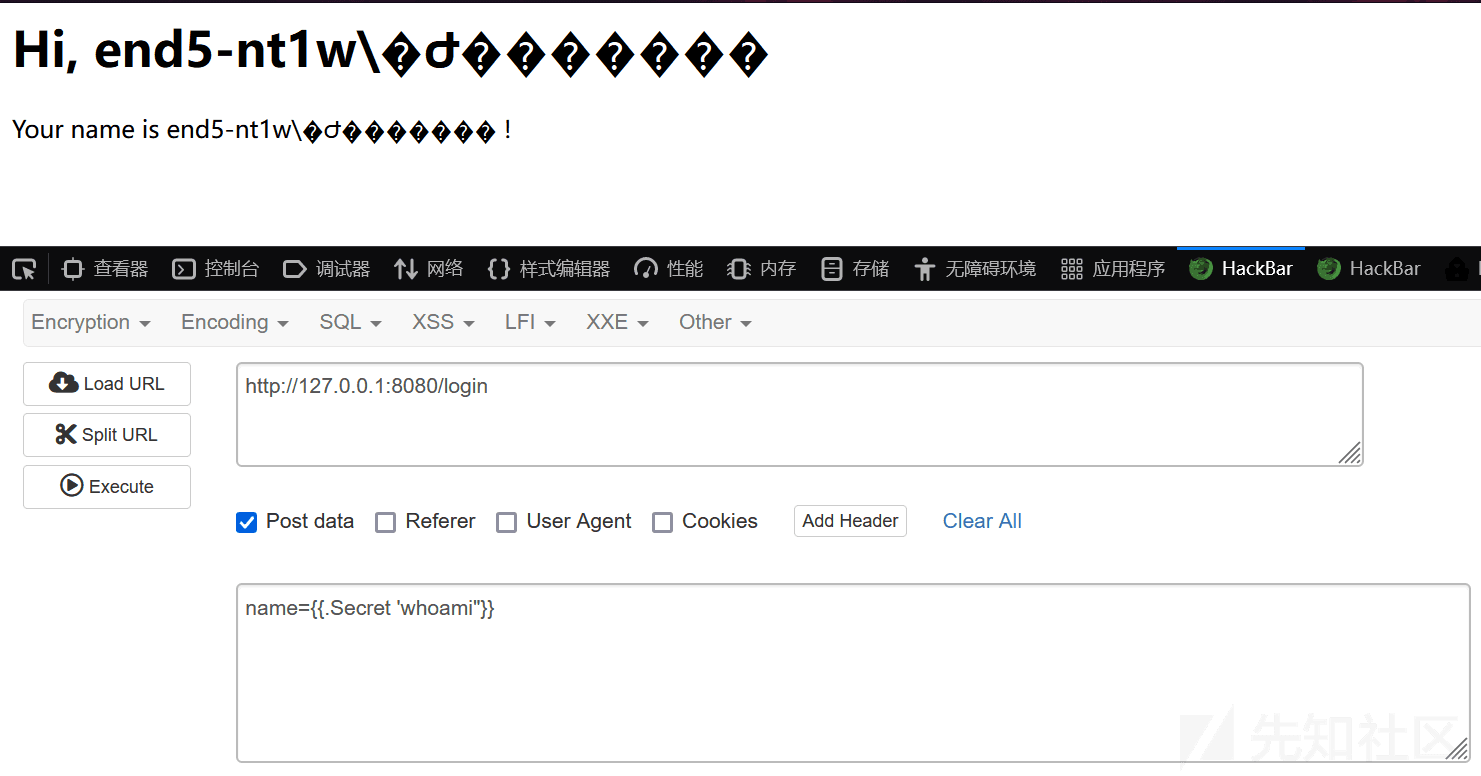 Hi, end5-nt1w\�Ժ�������
Your name is end5-nt1w\�Ժ������� !
查看器 控制台 调试器 网络 样式编辑器 性能 内存 存储 无障碍环境 应用程序 HackBar HackBar
Encryption Encoding SQL XSS LFI XXE Other
Load URL
http://127.0.0.1:8080/login
Split URL
Execute
Post data Referer User Agent Cookies Add Header Clear All
name={{.Secret 'whoami"}}
先知社区